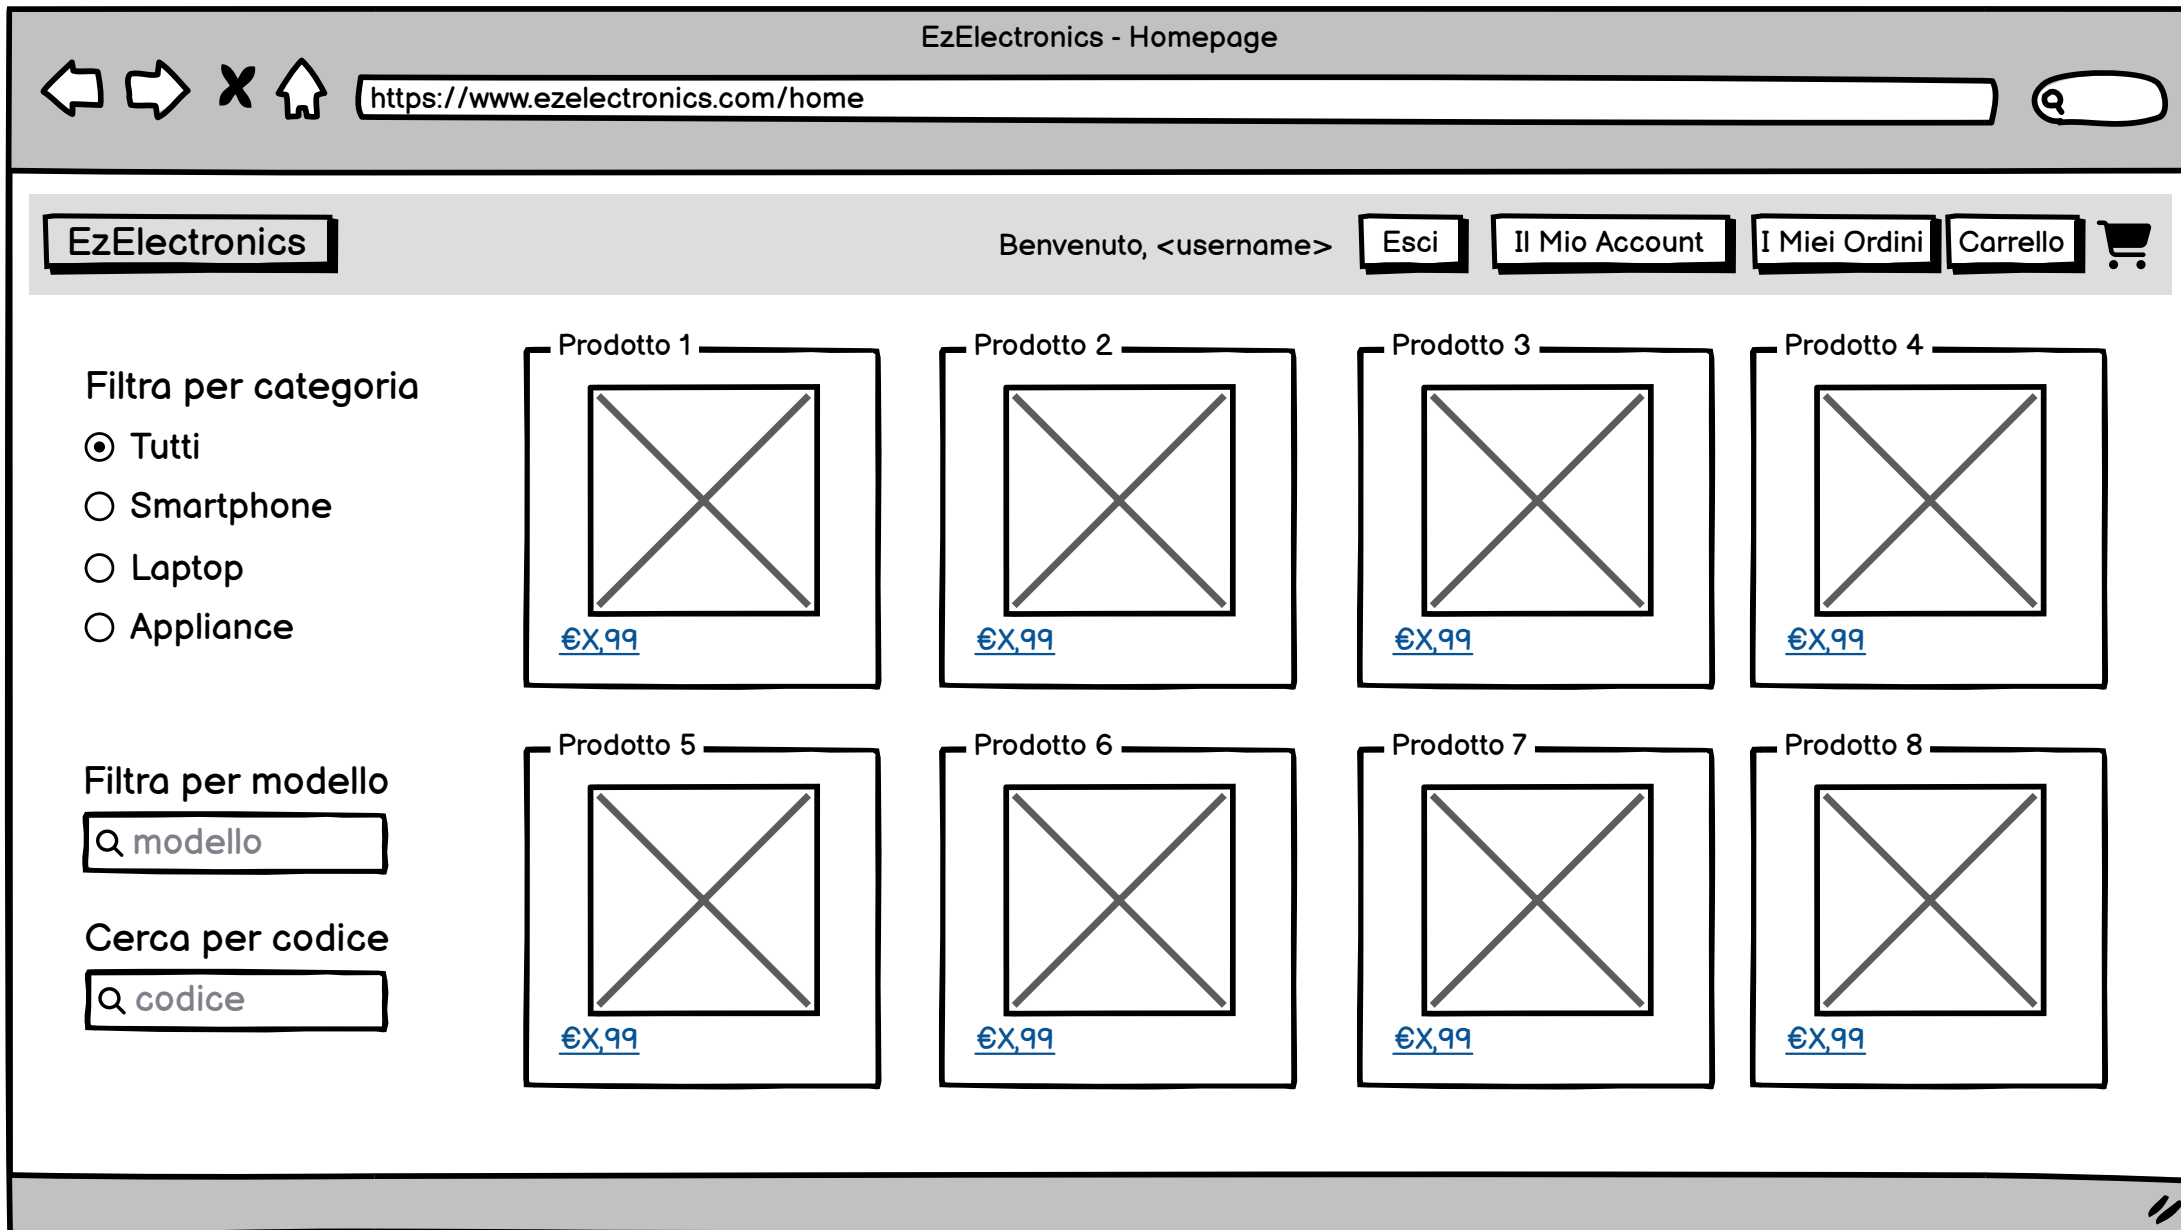 EzElectronics - Homepage
https://www.ezelectronics.com/home
EzElectronics
Benvenuto, <username>
Esci
Il Mio Account
I Miei Ordini
Carrello
Filtra per categoria
Tutti
Smartphone
Laptop
Appliance
Filtra per modello
modello
Cerca per codice
codice
Prodotto 1
€X,99
Prodotto 2
€X,99
Prodotto 3
€X,99
Prodotto 4
€X,99
Prodotto 5
€X,99
Prodotto 6
€X,99
Prodotto 7
€X,99
Prodotto 8
€X,99